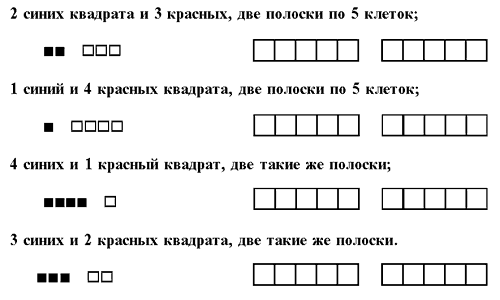 2 синих квадрата и 3 красных, две полоски по 5 клеток;
1 синий и 4 красных квадрата, две полоски по 5 клеток;
4 синих и 1 красный квадрат, две такие же полоски;
3 синих и 2 красных квадрата, две такие же полоски.